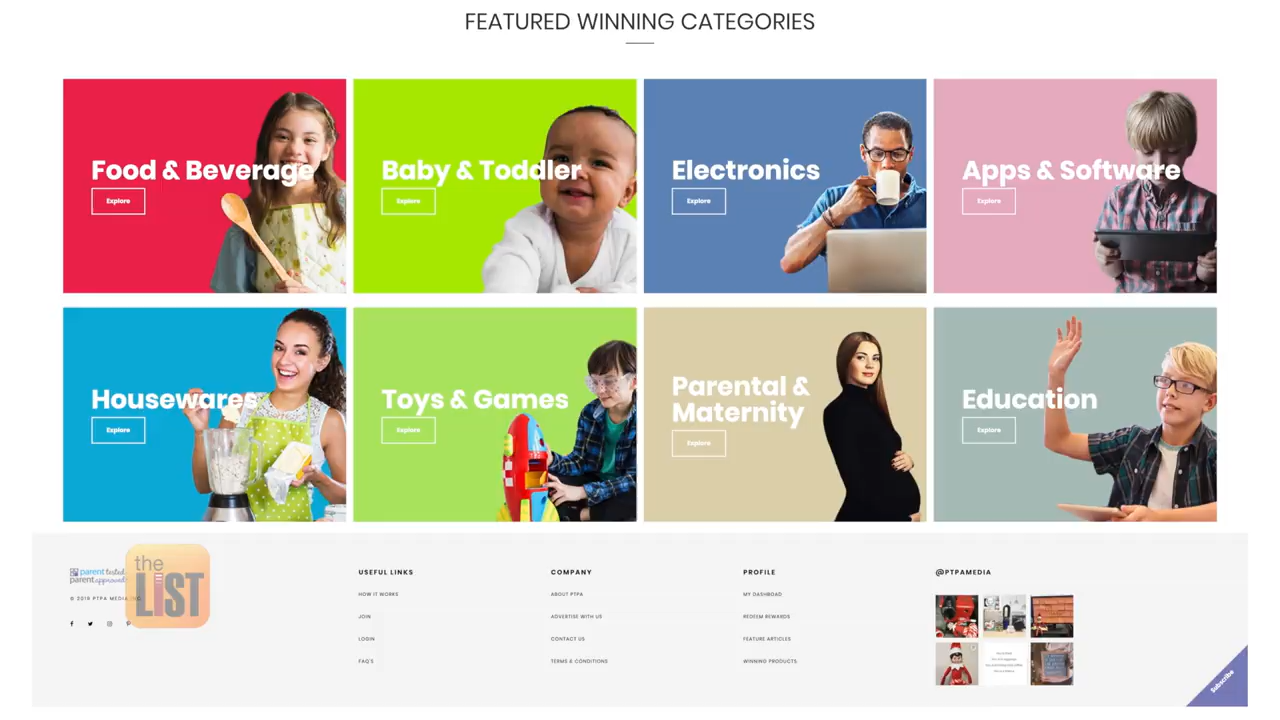 FEATURED WINNING CATEGORIES
Food & Beverage
Explore
Baby & Toddler
Explore
Electronics
Explore
Apps & Software
Explore
Housewares
Explore
Toys & Games
Explore
Parental &
Maternity
Explore
Education
Explore
parent tested
parent approved
© 2019 PTPA MEDIA
the
LIST
USEFUL LINKS
HOW IT WORKS
JOIN
LOGIN
FAQ'S
COMPANY
ABOUT PTPA
ADVERTISE WITH US
CONTACT US
TERMS & CONDITIONS
PROFILE
MY DASHBOAD
REDEEM REWARDS
FEATURE ARTICLES
WINNING PRODUCTS
@PTPAMEDIA
Subscribe